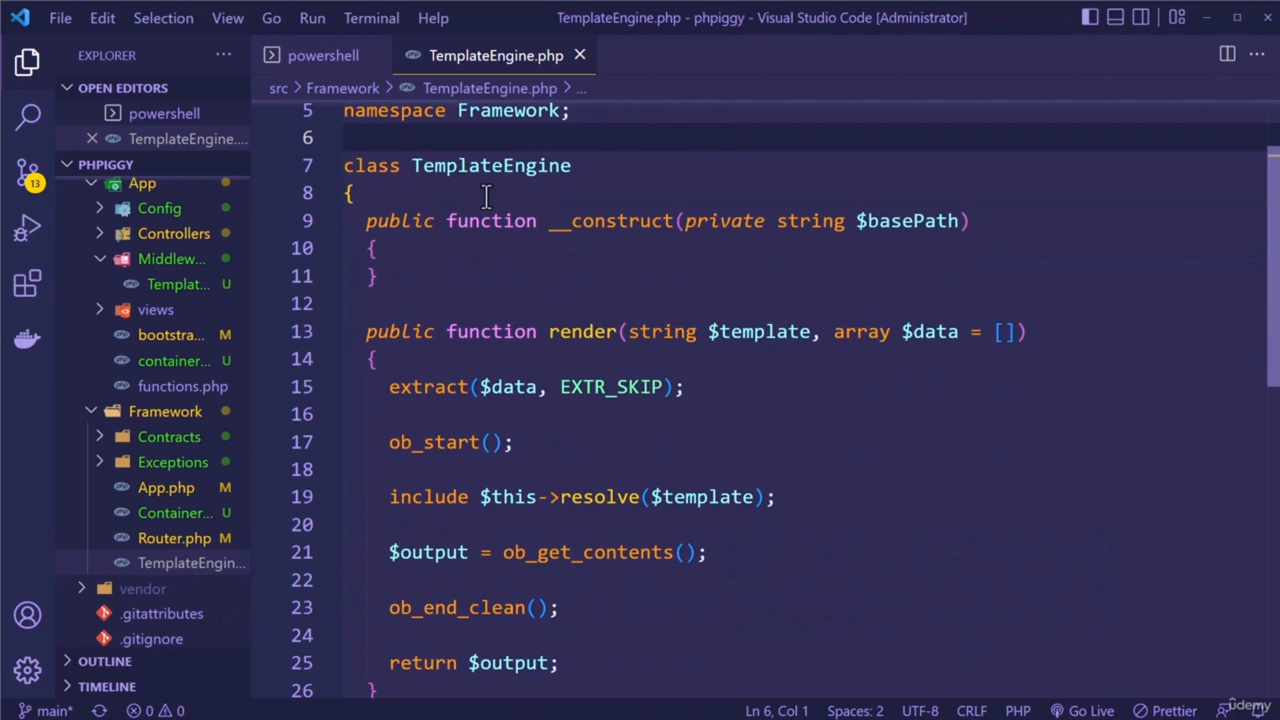 File Edit Selection View Go Run Terminal Help TemplateEngine.php - phpiggy - Visual Studio Code [Administrator]
EXPLORER
OPEN EDITORS
powershell
TemplateEngine....
PHPIGGY
App
Config
Controllers
Middlew...
Templat... U
views
bootstra... M
container... U
functions.php
Framework
Contracts
Exceptions
App.php M
Container... U
Router.php M
TemplateEngin...
vendor
.gitattributes
.gitignore
OUTLINE
TIMELINE
13
powershell TemplateEngine.php
src > Framework > TemplateEngine.php > ...
5 namespace Framework;
6
7 class TemplateEngine
8 {
9 public function __construct(private string $basePath)
10 {
11 }
12
13 public function render(string $template, array $data = [])
14 {
15 extract($data, EXTR_SKIP);
16
17 ob_start();
18
19 include $this->resolve($template);
20
21 $output = ob_get_contents();
22
23 ob_end_clean();
24
25 return $output;
26 }
main* 0 0 Ln 6, Col 1 Spaces: 2 UTF-8 CRLF PHP Go Live Prettier
udemy